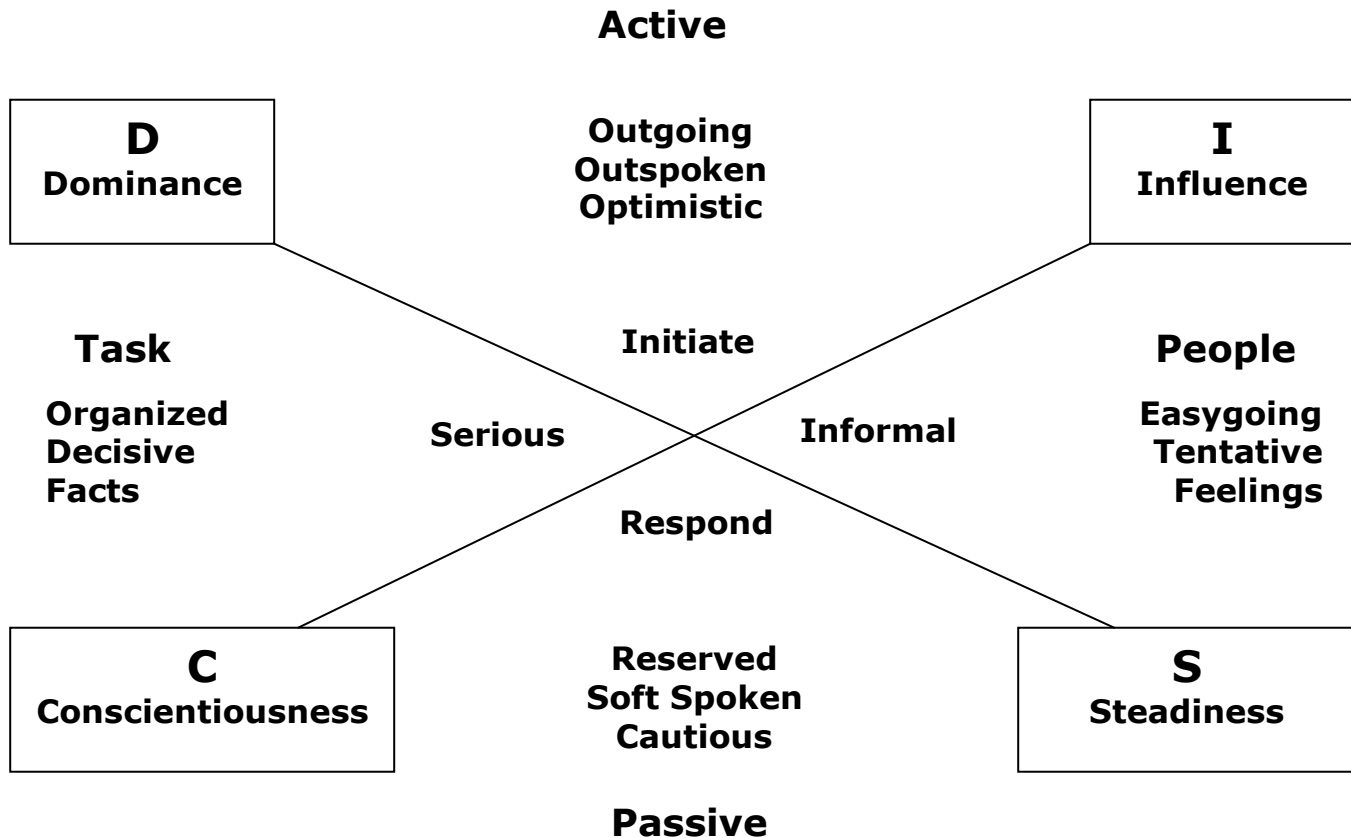 Active
D
Dominance
Outgoing
Outspoken
Optimistic
I
Influence
Task
Organized
Decisive
Facts
Initiate
Serious
Informal
Respond
People
Easygoing
Tentative
Feelings
C
Conscientiousness
Reserved
Soft Spoken
Cautious
S
Steadiness
Passive